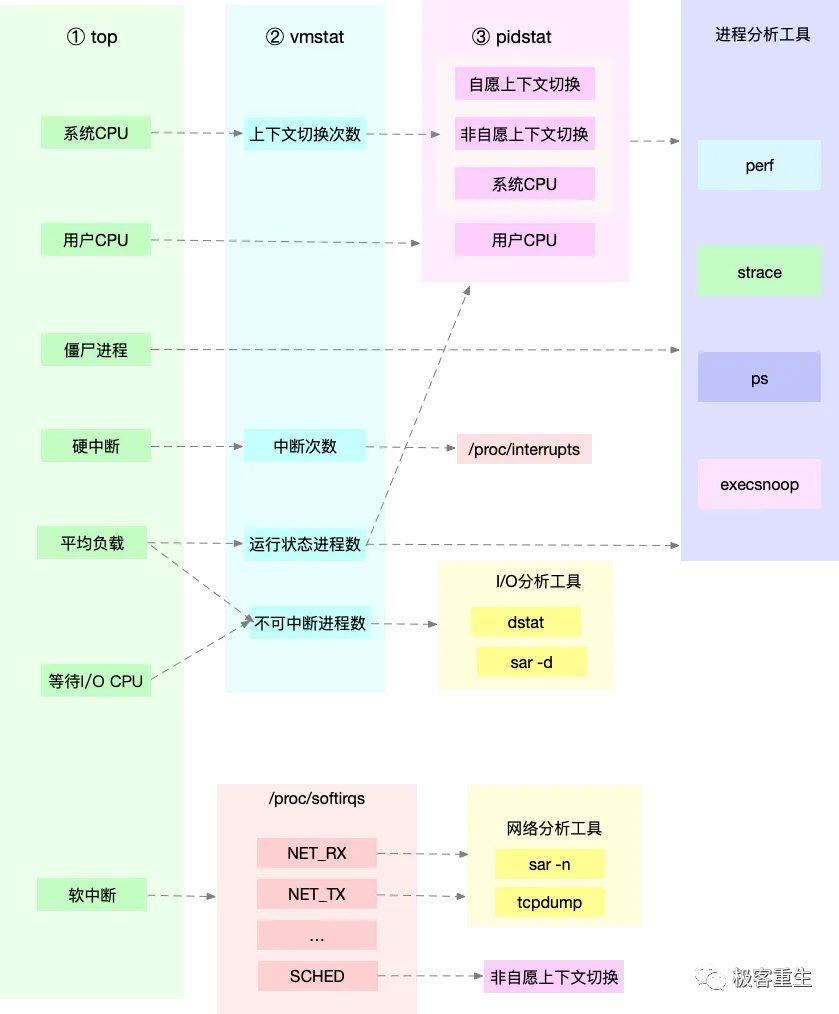 ① top
② vmstat
③ pidstat
进程分析工具
系统CPU
上下文切换次数
自愿上下文切换
非自愿上下文切换
系统CPU
用户CPU
用户CPU
perf
strace
ps
execsnoop
僵尸进程
硬中断
中断次数
/proc/interrupts
平均负载
运行状态进程数
不可中断进程数
I/O分析工具
dstat
sar -d
等待I/O CPU
软中断
/proc/softirqs
NET_RX
NET_TX
...
SCHED
网络分析工具
sar -n
tcpdump
非自愿上下文切换
极客重生